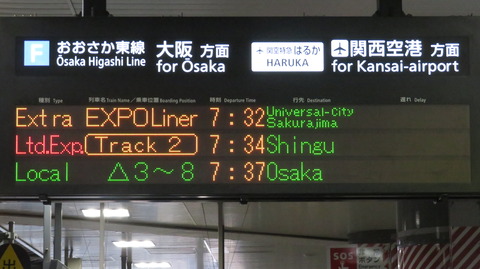 F おおさか東線 大阪 方面 関空特急 はるか 関西空港 方面
Ōsaka Higashi Line for Ōsaka HARUKA for Kansai-airport
種別 Type 列車名 Train Name／乗車位置 Boarding Position 時刻 Departure Time 行先 Destination 遅れ Delay
Extra EXPOLiner 7:32 Universal-City Sakurajima
Ltd.Exp. Track 2 7:34 Shingu
Local △3～8 7:37 Osaka
SOS
ボタン